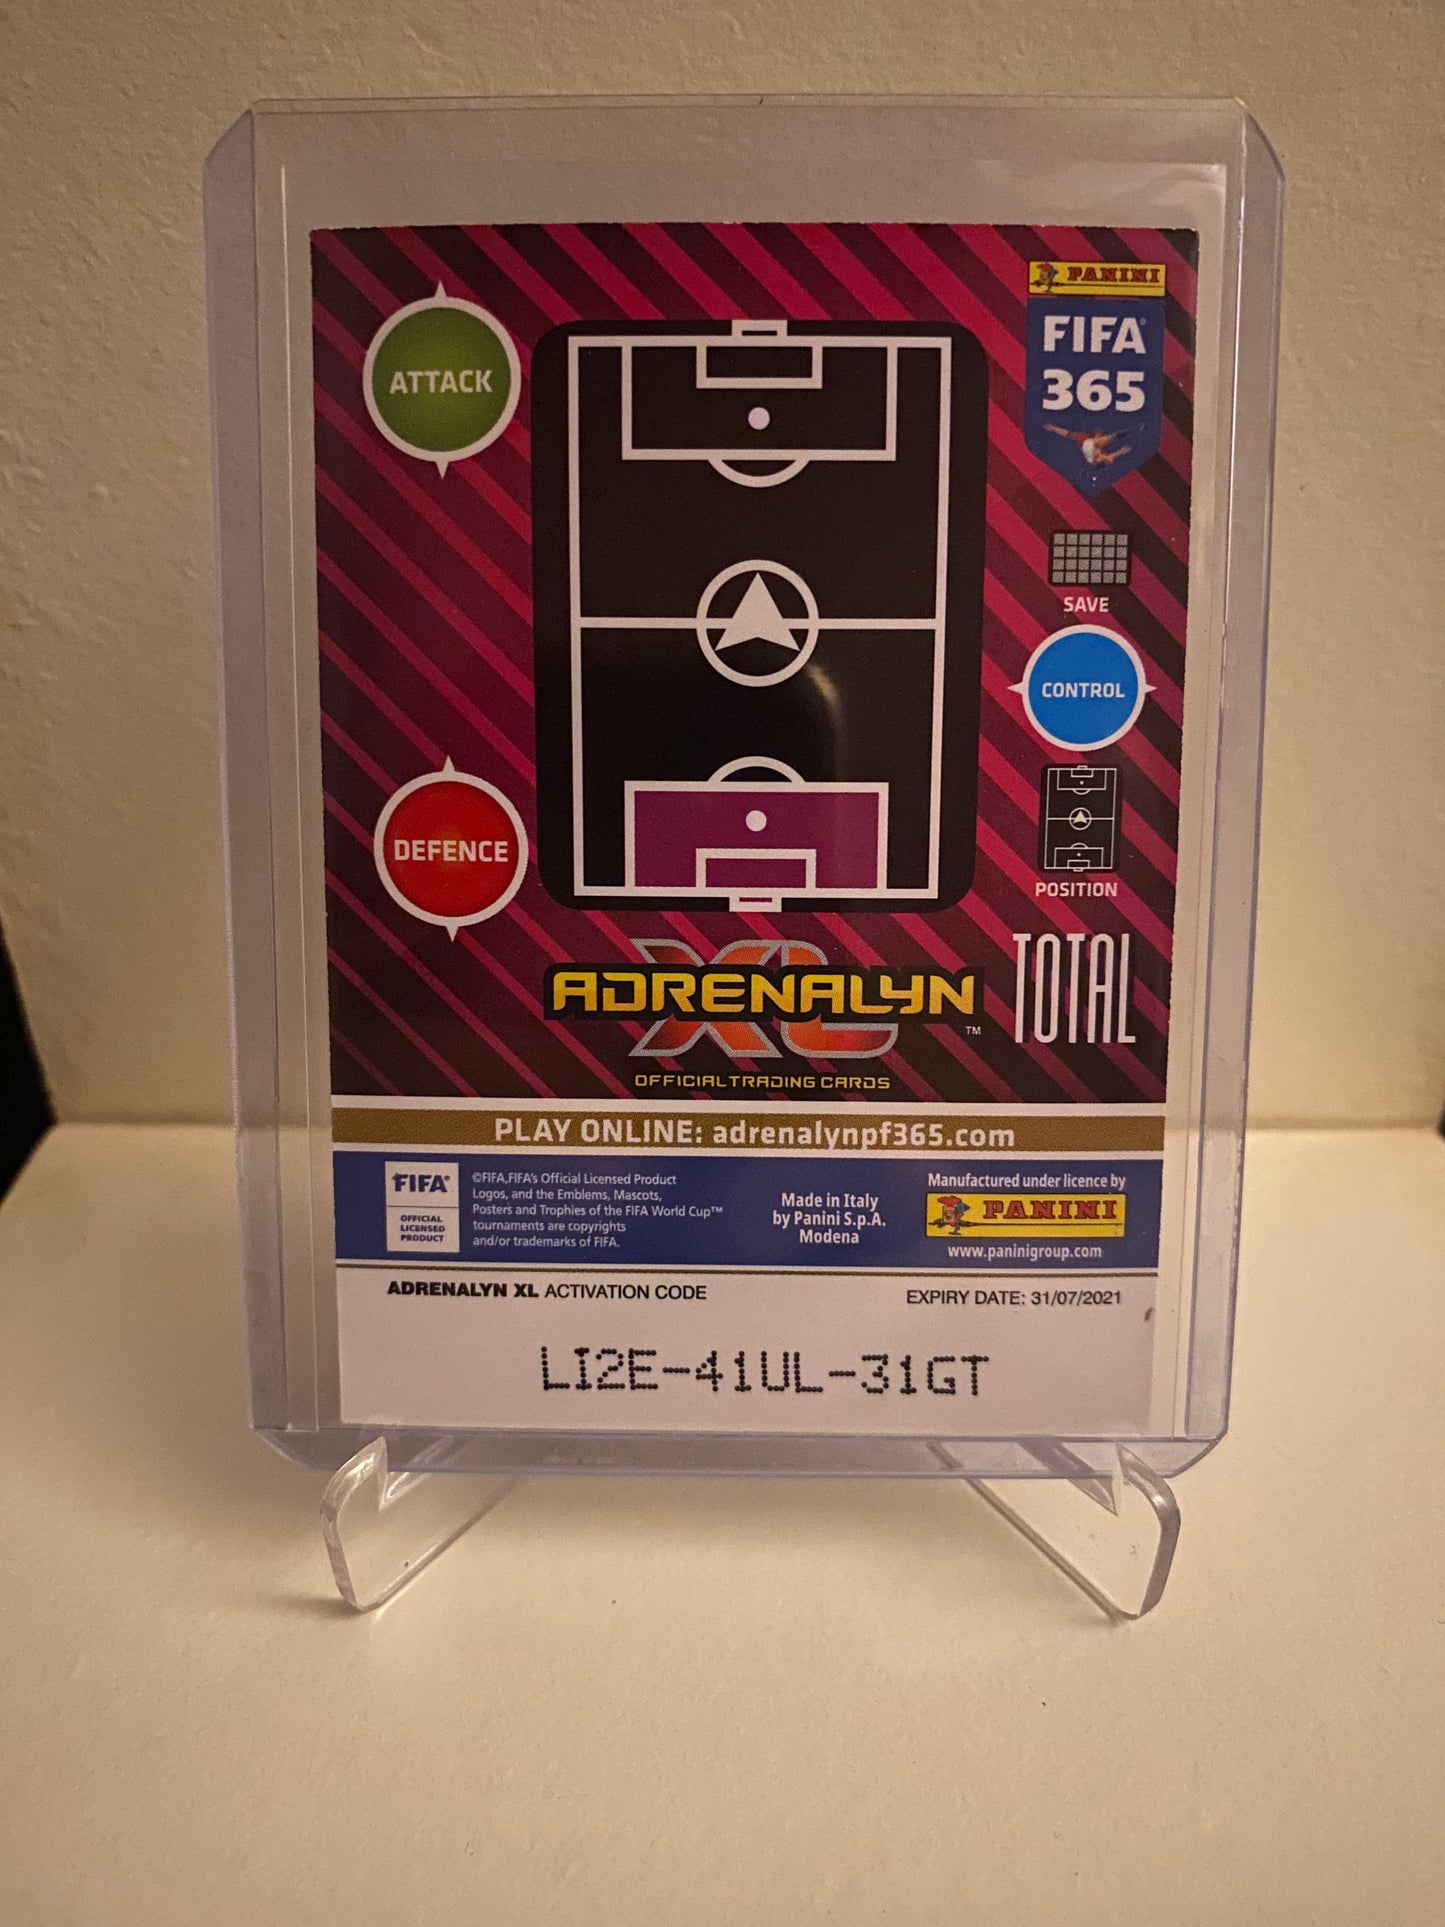 PANINI
FIFA
365
ATTACK
SAVE
CONTROL
DEFENCE
POSITION
TOTAL
ADRENALYN
XL
™
OFFICIAL TRADING CARDS
PLAY ONLINE: adrenalynpf365.com
FIFA®
OFFICIAL
LICENSED
PRODUCT
©FIFA,FIFA's Official Licensed Product
Logos, and the Emblems, Mascots,
Posters and Trophies of the FIFA World Cup™
tournaments are copyrights
and/or trademarks of FIFA.
Made in Italy
by Panini S.p.A.
Modena
Manufactured under licence by
PANINI
www.paninigroup.com
ADRENALYN XL ACTIVATION CODE
EXPIRY DATE: 31/07/2021
LI2E-41UL-31GT